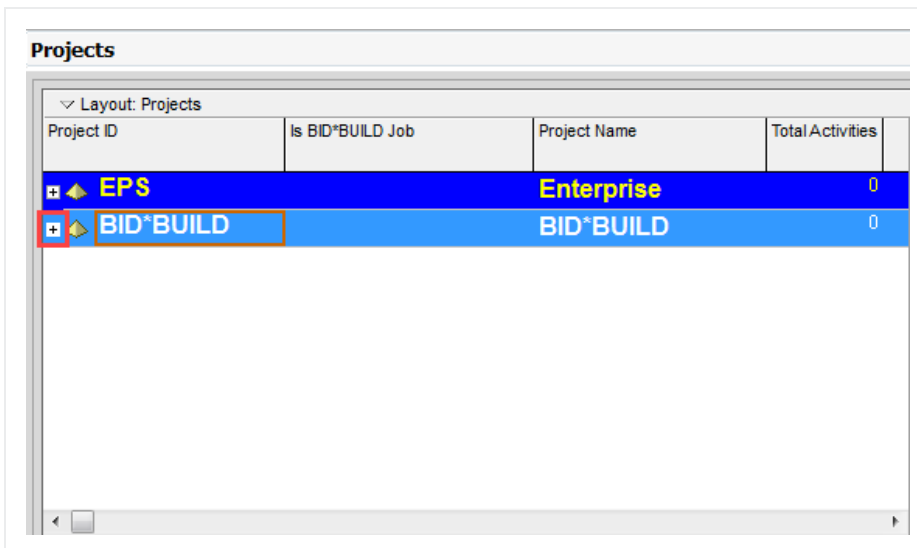 Projects
Layout: Projects
Project ID Is BID*BUILD Job Project Name Total Activities
EPS Enterprise 0
BID*BUILD BID*BUILD 0